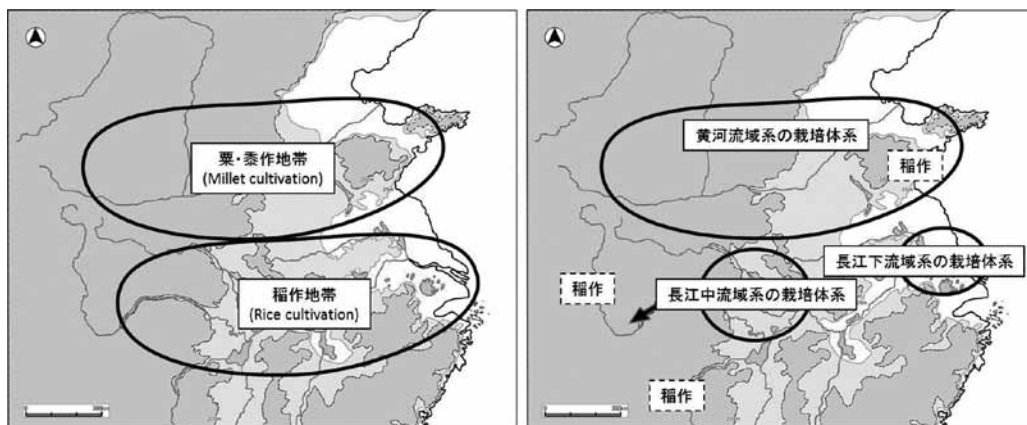 粟・黍作地帯
(Millet cultivation)
稲作地帯
(Rice cultivation)
黄河流域系の栽培体系
稲作
長江下流域系の栽培体系
稲作
長江中流域系の栽培体系
稲作